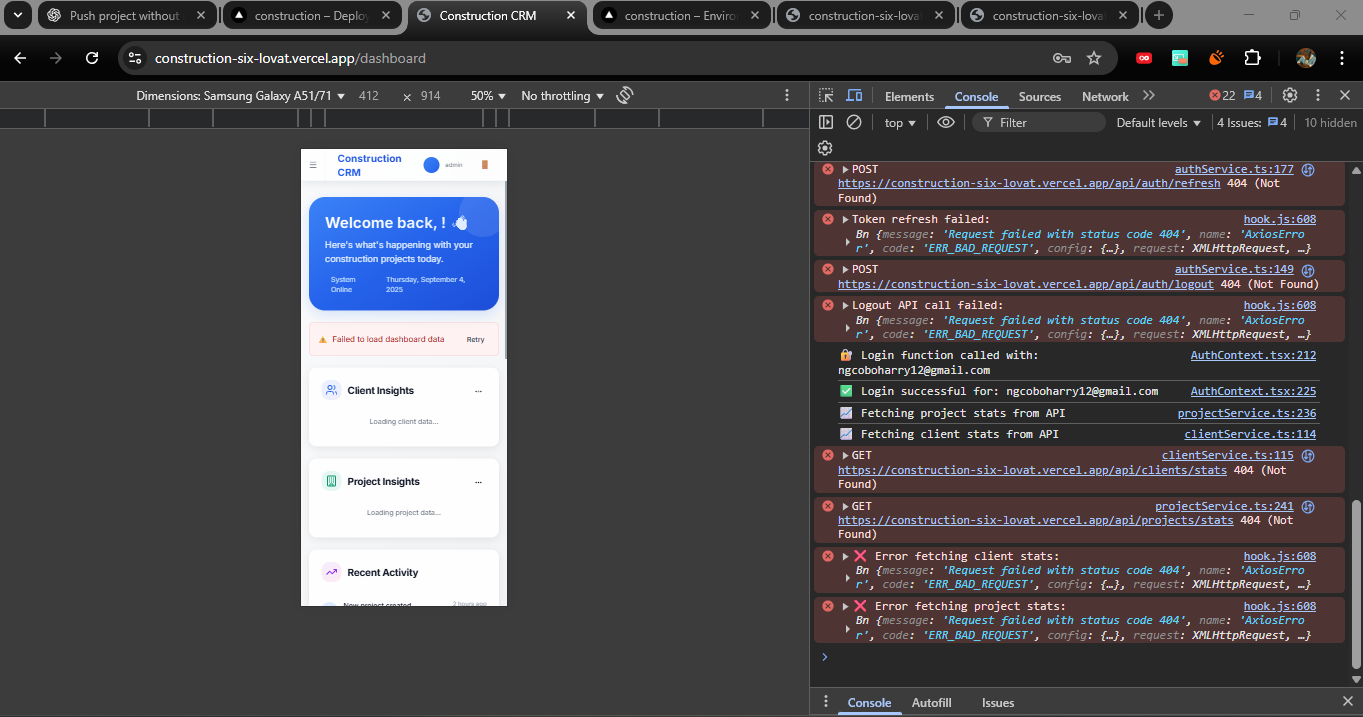 Push project without
construction – Deploy
Construction CRM
construction – Enviro
construction-six-lova
construction-six-lova
construction-six-lovat.vercel.app/dashboard
Dimensions: Samsung Galaxy A51/71
412 × 914
50%
No throttling
Elements
Console
Sources
Network
22
4
top
Filter
Default levels
4 Issues:
4
10 hidden
Construction
CRM
admin
Welcome back, !
Here's what's happening with your
construction projects today.
System
Online
Thursday, September 4,
2025
Failed to load dashboard data
Retry
Client Insights
...
Loading client data...
Project Insights
...
Loading project data...
Recent Activity
New project created
2 hours ago
POST authService.ts:177
https://construction-six-lovat.vercel.app/api/auth/refresh 404 (Not
Found)
Token refresh failed: hook.js:608
Bn {message: 'Request failed with status code 404', name: 'AxiosErro
r', code: 'ERR_BAD_REQUEST', config: {…}, request: XMLHttpRequest, …}
POST authService.ts:149
https://construction-six-lovat.vercel.app/api/auth/logout 404 (Not Found)
Logout API call failed: hook.js:608
Bn {message: 'Request failed with status code 404', name: 'AxiosErro
r', code: 'ERR_BAD_REQUEST', config: {…}, request: XMLHttpRequest, …}
Login function called with: AuthContext.tsx:212
ngcoboharry12@gmail.com
Login successful for: ngcoboharry12@gmail.com AuthContext.tsx:225
Fetching project stats from API projectService.ts:236
Fetching client stats from API clientService.ts:114
GET clientService.ts:115
https://construction-six-lovat.vercel.app/api/clients/stats 404 (Not
Found)
GET projectService.ts:241
https://construction-six-lovat.vercel.app/api/projects/stats 404 (Not
Found)
Error fetching client stats: hook.js:608
Bn {message: 'Request failed with status code 404', name: 'AxiosErro
r', code: 'ERR_BAD_REQUEST', config: {…}, request: XMLHttpRequest, …}
Error fetching project stats: hook.js:608
Bn {message: 'Request failed with status code 404', name: 'AxiosErro
r', code: 'ERR_BAD_REQUEST', config: {…}, request: XMLHttpRequest, …}
Console
Autofill
Issues